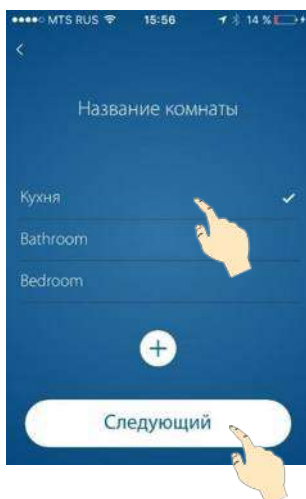 MTS RUS 15:56 14 %
Название комнаты
Кухня
Bathroom
Bedroom
Следующий